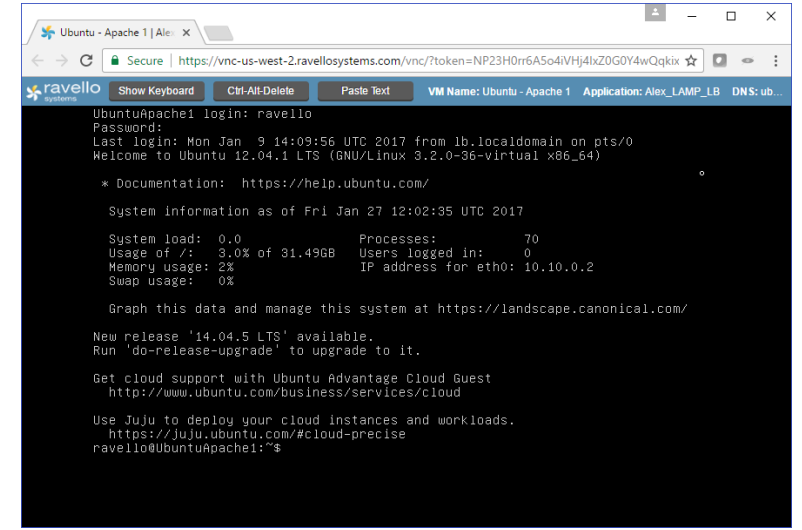 Ubuntu - Apache 1 | Ale
Secure | https://vnc-us-west-2.ravellosystems.com/vnc/?token=NP23H0rr6A5o4iVHj4IxZ0G0Y4wQqkix
ravello systems Show Keyboard Ctrl-Alt-Delete Paste Text VM Name: Ubuntu - Apache 1 Application: Alex_LAMP_LB DNS: ub...
UbuntuApache1 login: ravello
Password:
Last login: Mon Jan  9 14:09:56 UTC 2017 from lb.localdomain on pts/0
Welcome to Ubuntu 12.04.1 LTS (GNU/Linux 3.2.0-36-virtual x86_64)
* Documentation:  https://help.ubuntu.com/
System information as of Fri Jan 27 12:02:35 UTC 2017
System load:  0.0                Processes:           70
Usage of /:   3.0% of 31.49GB   Users logged in:     0
Memory usage: 2%                 IP address for eth0: 10.10.0.2
Swap usage:   0%
Graph this data and manage this system at https://landscape.canonical.com/
New release '14.04.5 LTS' available.
Run 'do-release-upgrade' to upgrade to it.
Get cloud support with Ubuntu Advantage Cloud Guest
http://www.ubuntu.com/business/services/cloud
Use Juju to deploy your cloud instances and workloads.
https://juju.ubuntu.com/#cloud-precise
ravello@UbuntuApache1:~$